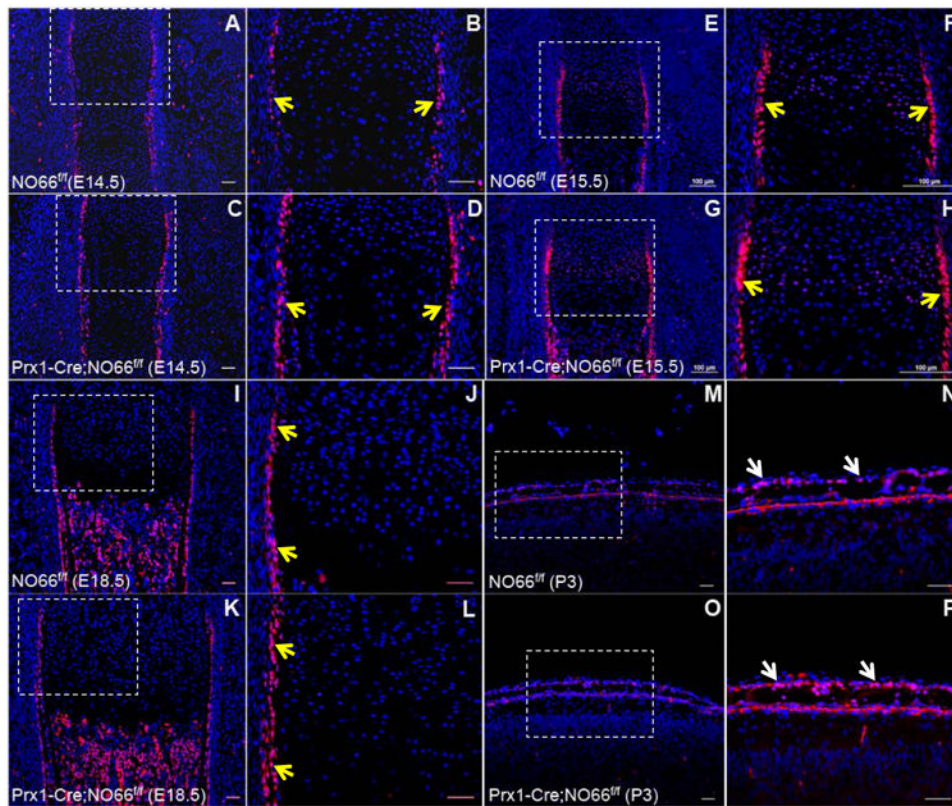 A
B
E
F
NO66f/f (E14.5)
NO66f/f (E15.5)
100 µm
100 µm
C
D
G
H
Prx1-Cre;NO66f/f (E14.5)
Prx1-Cre;NO66f/f (E15.5)
100 µm
100 µm
I
J
M
N
NO66f/f (E18.5)
NO66f/f (P3)
K
L
O
P
Prx1-Cre;NO66f/f (E18.5)
Prx1-Cre;NO66f/f (P3)